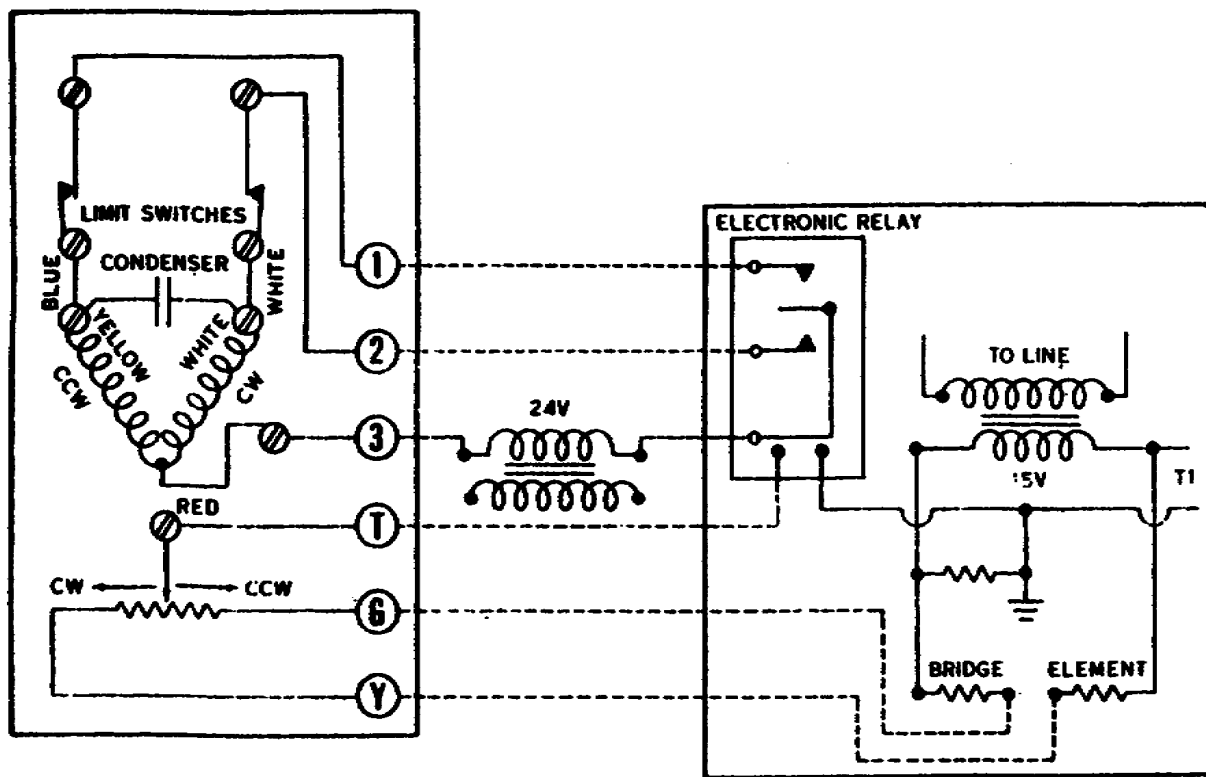 LIMIT SWITCHES
BLUE
CONDENSER
WHITE
YELLOW
WHITE
CCW
CW
RED
CW
CCW
1
2
3
T
6
Y
24V
ELECTRONIC RELAY
TO LINE
15V
T1
BRIDGE
ELEMENT